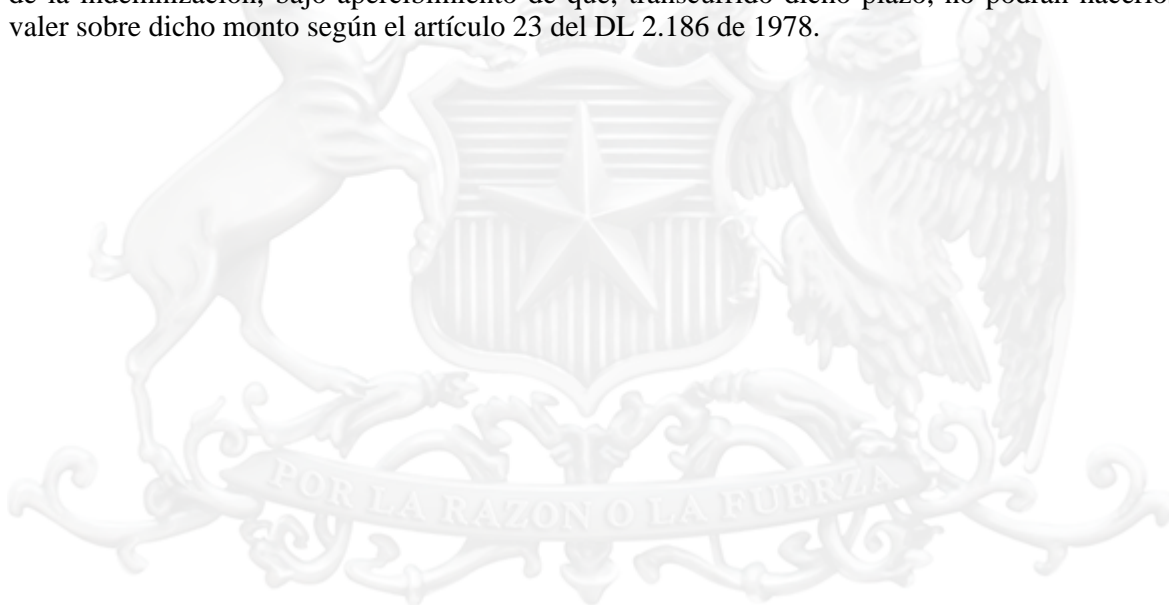 de la indemnización, bajo apercibimiento de que, transcurrido dicho plazo, no podrán hacerlos
valer sobre dicho monto según el artículo 23 del DL 2.186 de 1978.
POR LA RAZON O LA FUERZA